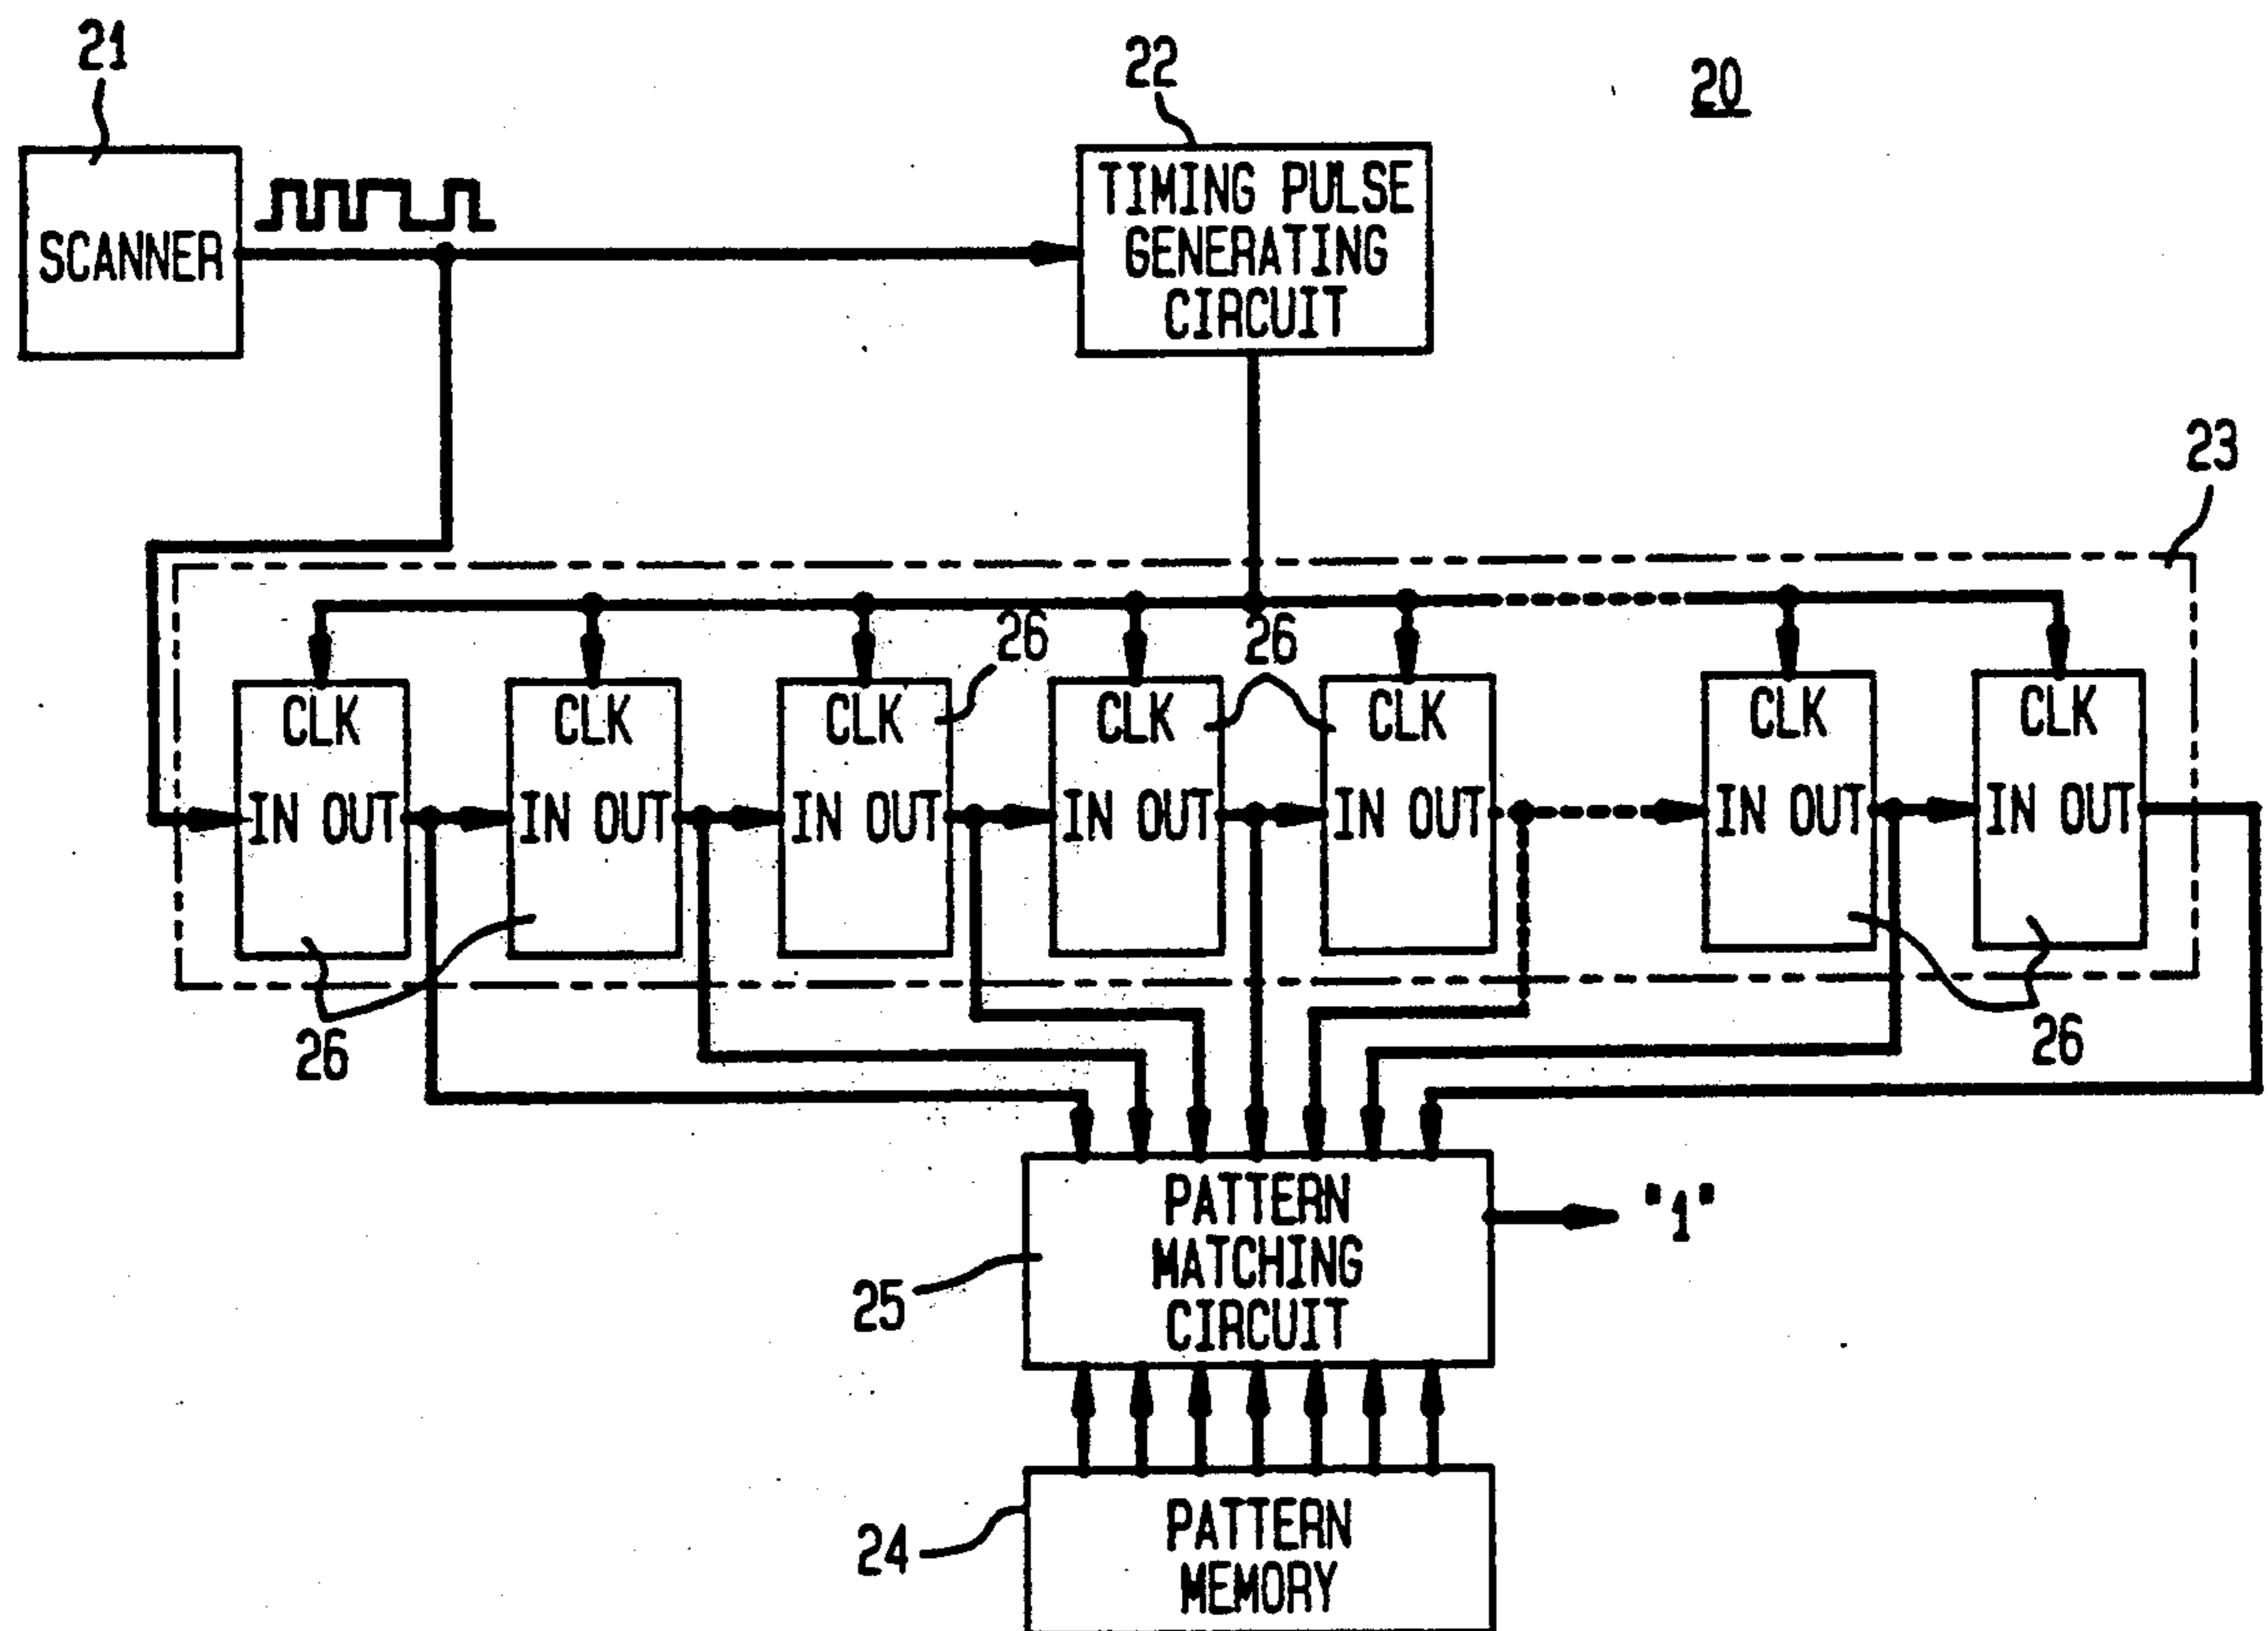 21
22
20
SCANNER
TIMING PULSE
GENERATING
CIRCUIT
23
26
26
CLK
CLK
CLK
CLK
CLK
CLK
CLK
IN OUT
IN OUT
IN OUT
IN OUT
IN OUT
IN OUT
IN OUT
26
26
PATTERN
MATCHING
CIRCUIT
"1"
25
PATTERN
MEMORY
24